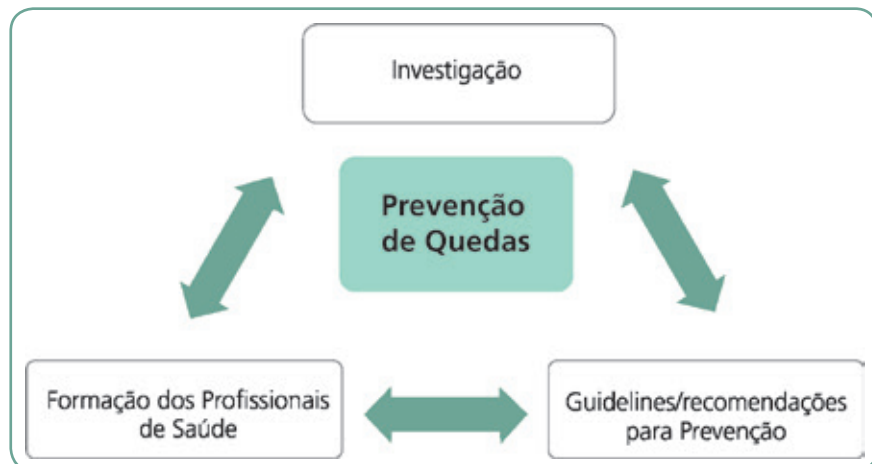 Investigação
Prevenção
de Quedas
Formação dos Profissionais
de Saúde
Guidelines/recomendações
para Prevenção